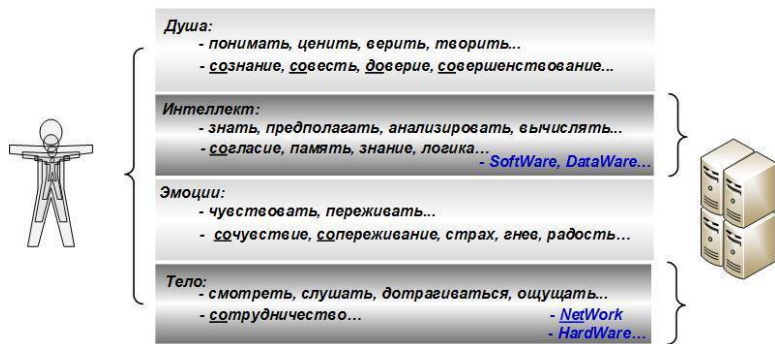 Душа:
- понимать, ценить, верить, творить...
- сознание, совесть, доверие, совершенствование...
Интеллект:
- знать, предполагать, анализировать, вычислять...
- согласие, память, знание, логика...
- SoftWare, DataWare...
Эмоции:
- чувствовать, переживать...
- сочувствие, сопереживание, страх, гнев, радость...
Тело:
- смотреть, слушать, дотрагиваться, ощущать...
- сотрудничество... - NetWork
- HardWare...